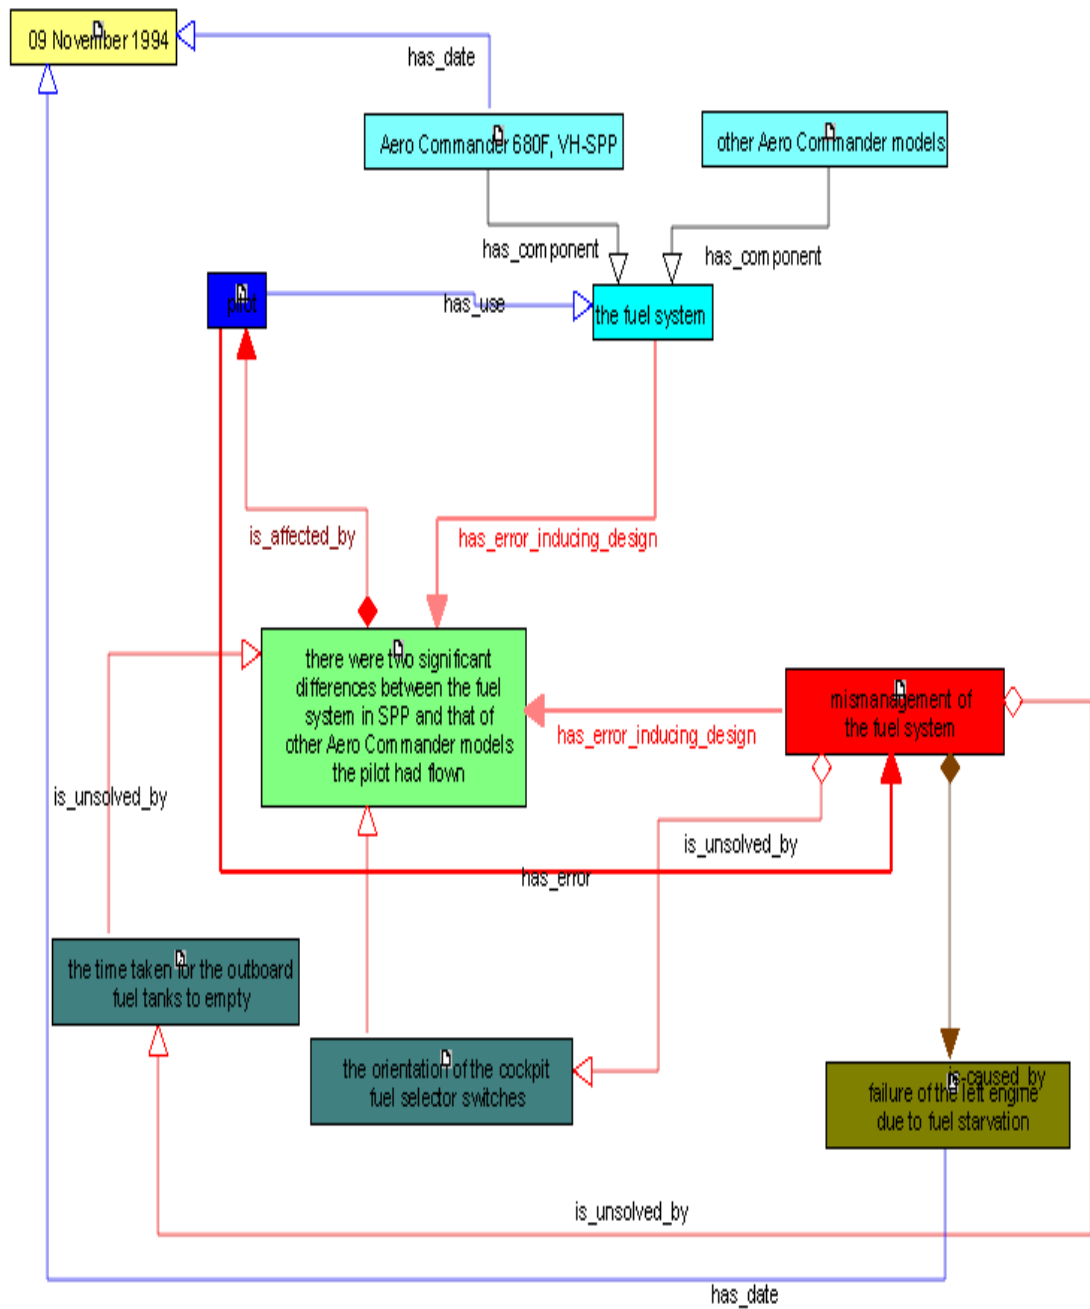 09 November 1994
has_date
Aero Commander 680F, VH-SPP
other Aero Commander models
has_component
has_component
pilot
has_use
the fuel system
is_affected_by
has_error_inducing_design
there were two significant
differences between the fuel
system in SPP and that of
other Aero Commander models
the pilot had flown
mismanagement of
the fuel system
has_error_inducing_design
is_unsolved_by
is_unsolved_by
has_error
the time taken for the outboard
fuel tanks to empty
the orientation of the cockpit
fuel selector switches
is-caused_by
failure of the left engine
due to fuel starvation
is_unsolved_by
has_date